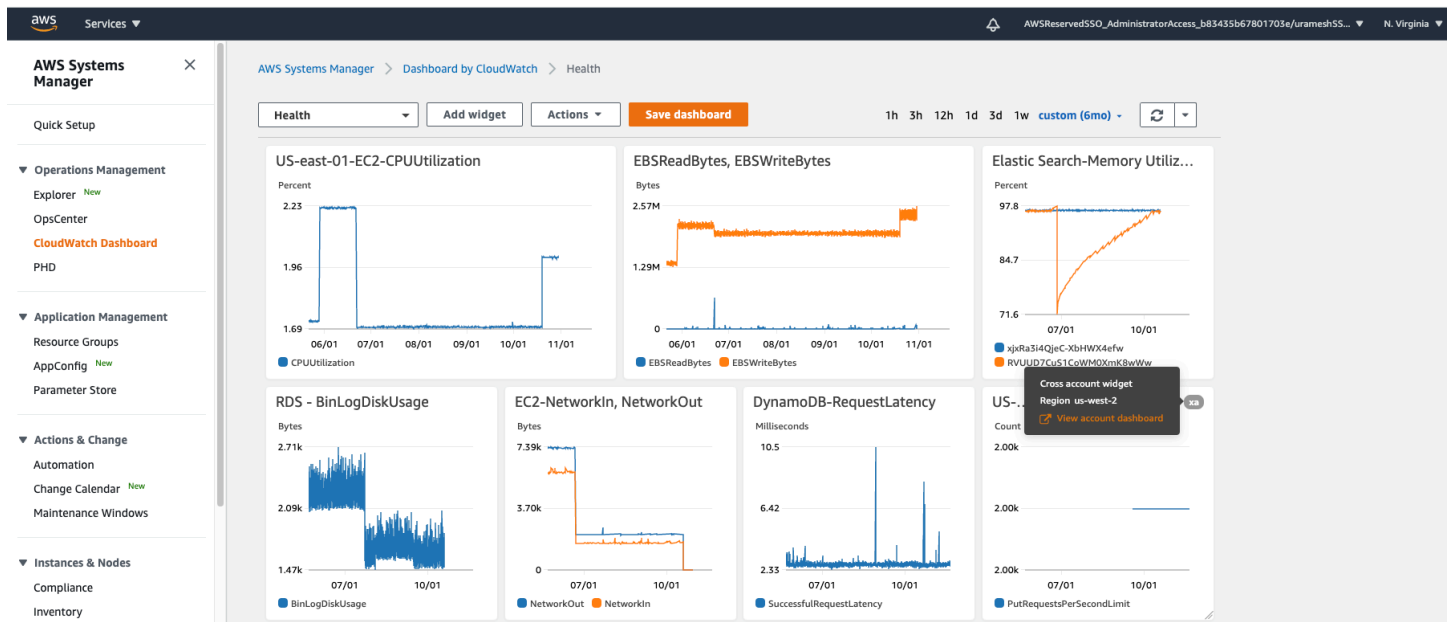 aws
Services ▼
AWSReservedSSO_AdministratorAccess_b83435b67801703e/urameshSS... ▼
N. Virginia ▼
AWS Systems
Manager
Quick Setup
Operations Management
Explorer New
OpsCenter
CloudWatch Dashboard
PHD
Application Management
Resource Groups
AppConfig New
Parameter Store
Actions & Change
Automation
Change Calendar New
Maintenance Windows
Instances & Nodes
Compliance
Inventory
AWS Systems Manager > Dashboard by CloudWatch > Health
Health
Add widget
Actions
Save dashboard
1h 3h 12h 1d 3d 1w custom (6mo)
US-east-01-EC2-CPUUtilization
Percent
2.23
1.96
1.69
06/01 07/01 08/01 09/01 10/01 11/01
CPUUtilization
EBSReadBytes, EBSWriteBytes
Bytes
2.57M
1.29M
0
06/01 07/01 08/01 09/01 10/01 11/01
EBSReadBytes EBSWriteBytes
Elastic Search-Memory Utiliz...
Percent
97.8
84.7
71.6
07/01 10/01
xjxRa3i4QjeC-XbHWX4efw
RVUUD7CuS1CoWM0XmK8wWw
RDS - BinLogDiskUsage
Bytes
2.71k
2.09k
1.47k
07/01 10/01
BinLogDiskUsage
EC2-NetworkIn, NetworkOut
Bytes
7.39k
3.70k
0
07/01 10/01
NetworkOut NetworkIn
DynamoDB-RequestLatency
Milliseconds
10.5
6.42
2.33
07/01 10/01
SuccessfulRequestLatency
US-...
Cross account widget
Region us-west-2
View account dashboard
xa
Count
2.00k
2.00k
2.00k
07/01 10/01
PutRequestsPerSecondLimit